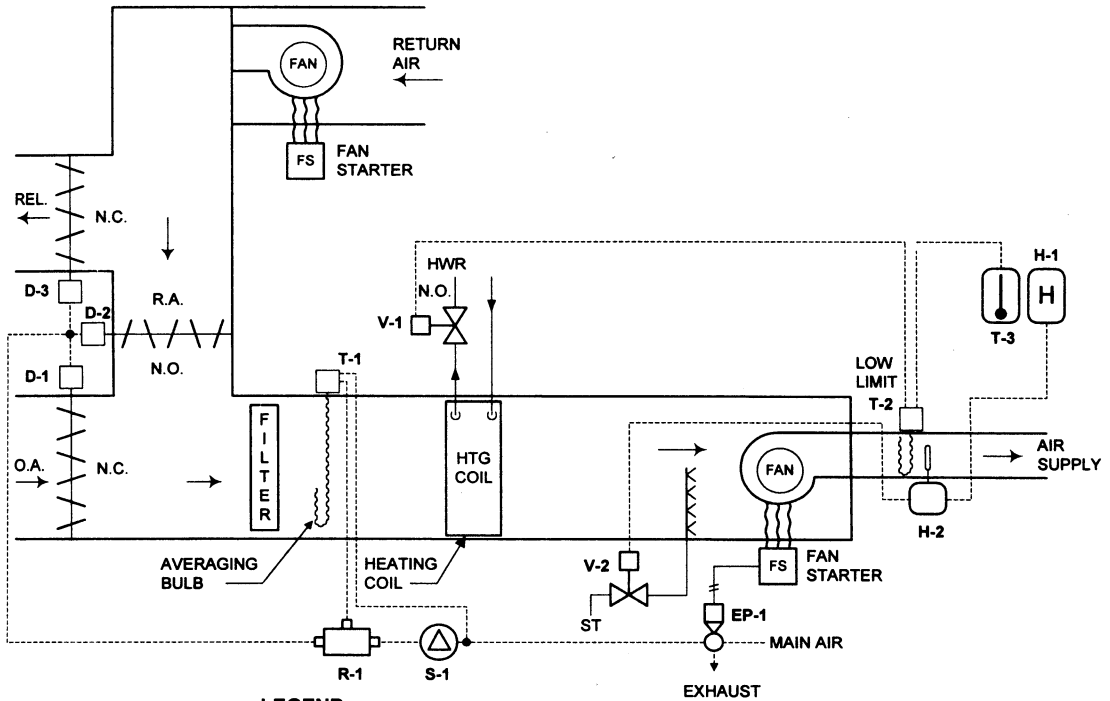 RETURN
AIR
FAN
FS
FAN
STARTER
REL.
N.C.
D-3
R.A.
D-2
N.O.
D-1
O.A.
N.C.
FILTER
T-1
AVERAGING
BULB
HWR
N.O.
V-1
HTG
COIL
HEATING
COIL
H-1
H
T-3
LOW
LIMIT
T-2
AIR
SUPPLY
FAN
H-2
FS
FAN
STARTER
V-2
ST
EP-1
MAIN AIR
EXHAUST
R-1
S-1
LEGEND